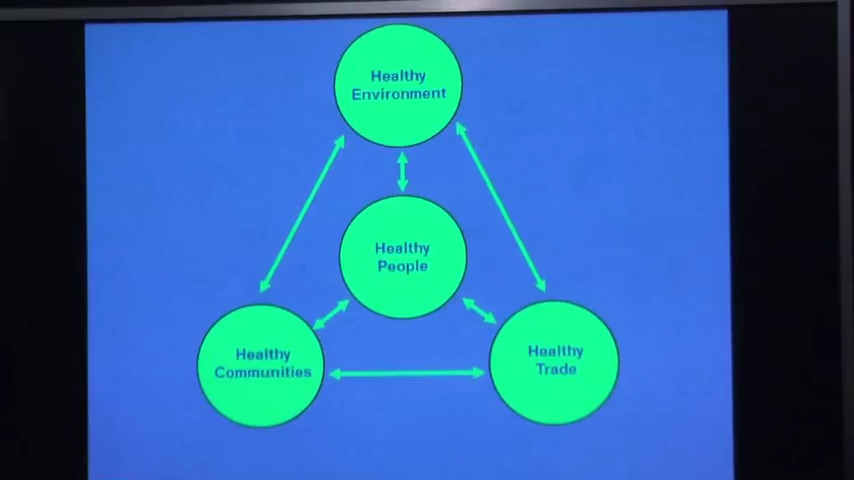 Healthy
Environment
Healthy
People
Healthy
Communities
Healthy
Trade